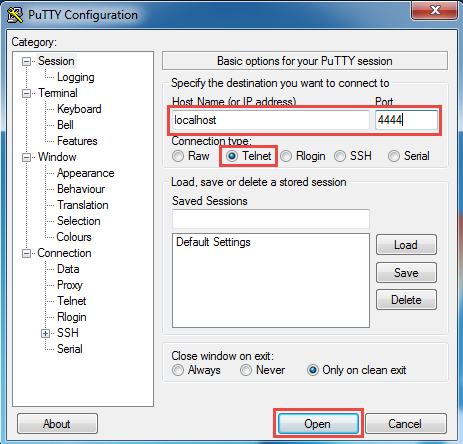 PuTTY Configuration
Category:
Session
Logging
Terminal
Keyboard
Bell
Features
Window
Appearance
Behaviour
Translation
Selection
Colours
Connection
Data
Proxy
Telnet
Rlogin
SSH
Serial
Basic options for your PuTTY session
Specify the destination you want to connect to
Host Name (or IP address) Port
localhost 4444
Connection type:
Raw Telnet Rlogin SSH Serial
Load, save or delete a stored session
Saved Sessions
Default Settings
Load
Save
Delete
Close window on exit:
Always Never Only on clean exit
About Open Cancel